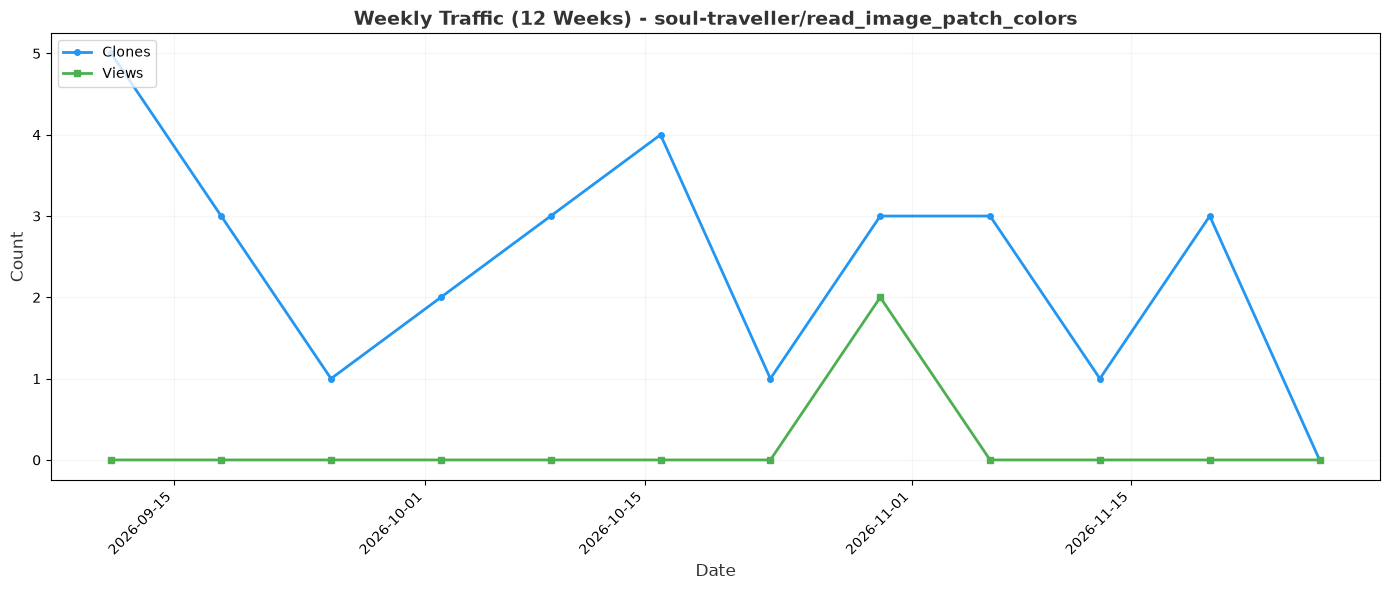 Weekly Traffic (12 Weeks) - soul-traveller/read_image_patch_colors
Clones
Views
5
4
3
2
1
0
Count
2026-09-15
2026-10-01
2026-10-15
2026-11-01
2026-11-15
Date